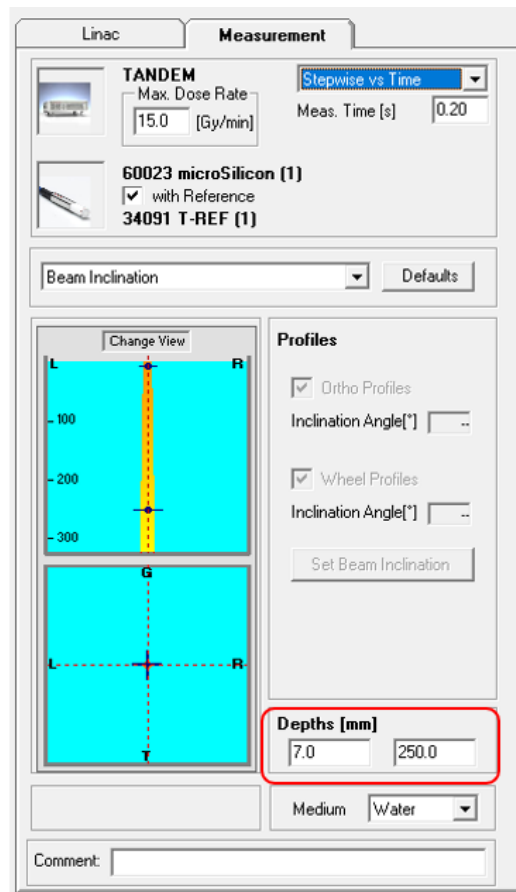 Linac
Measurement
TANDEM
Max. Dose Rate
15.0 [Gy/min]
Stepwise vs Time
Meas. Time [s] 0.20
60023 microSilicon (1)
with Reference
34091 T-REF (1)
Beam Inclination
Defaults
Change View
L R
- 100
- 200
- 300
G
L R
T
Profiles
Ortho Profiles
Inclination Angle[°] --
Wheel Profiles
Inclination Angle[°] --
Set Beam Inclination
Depths [mm]
7.0 250.0
Medium Water
Comment: